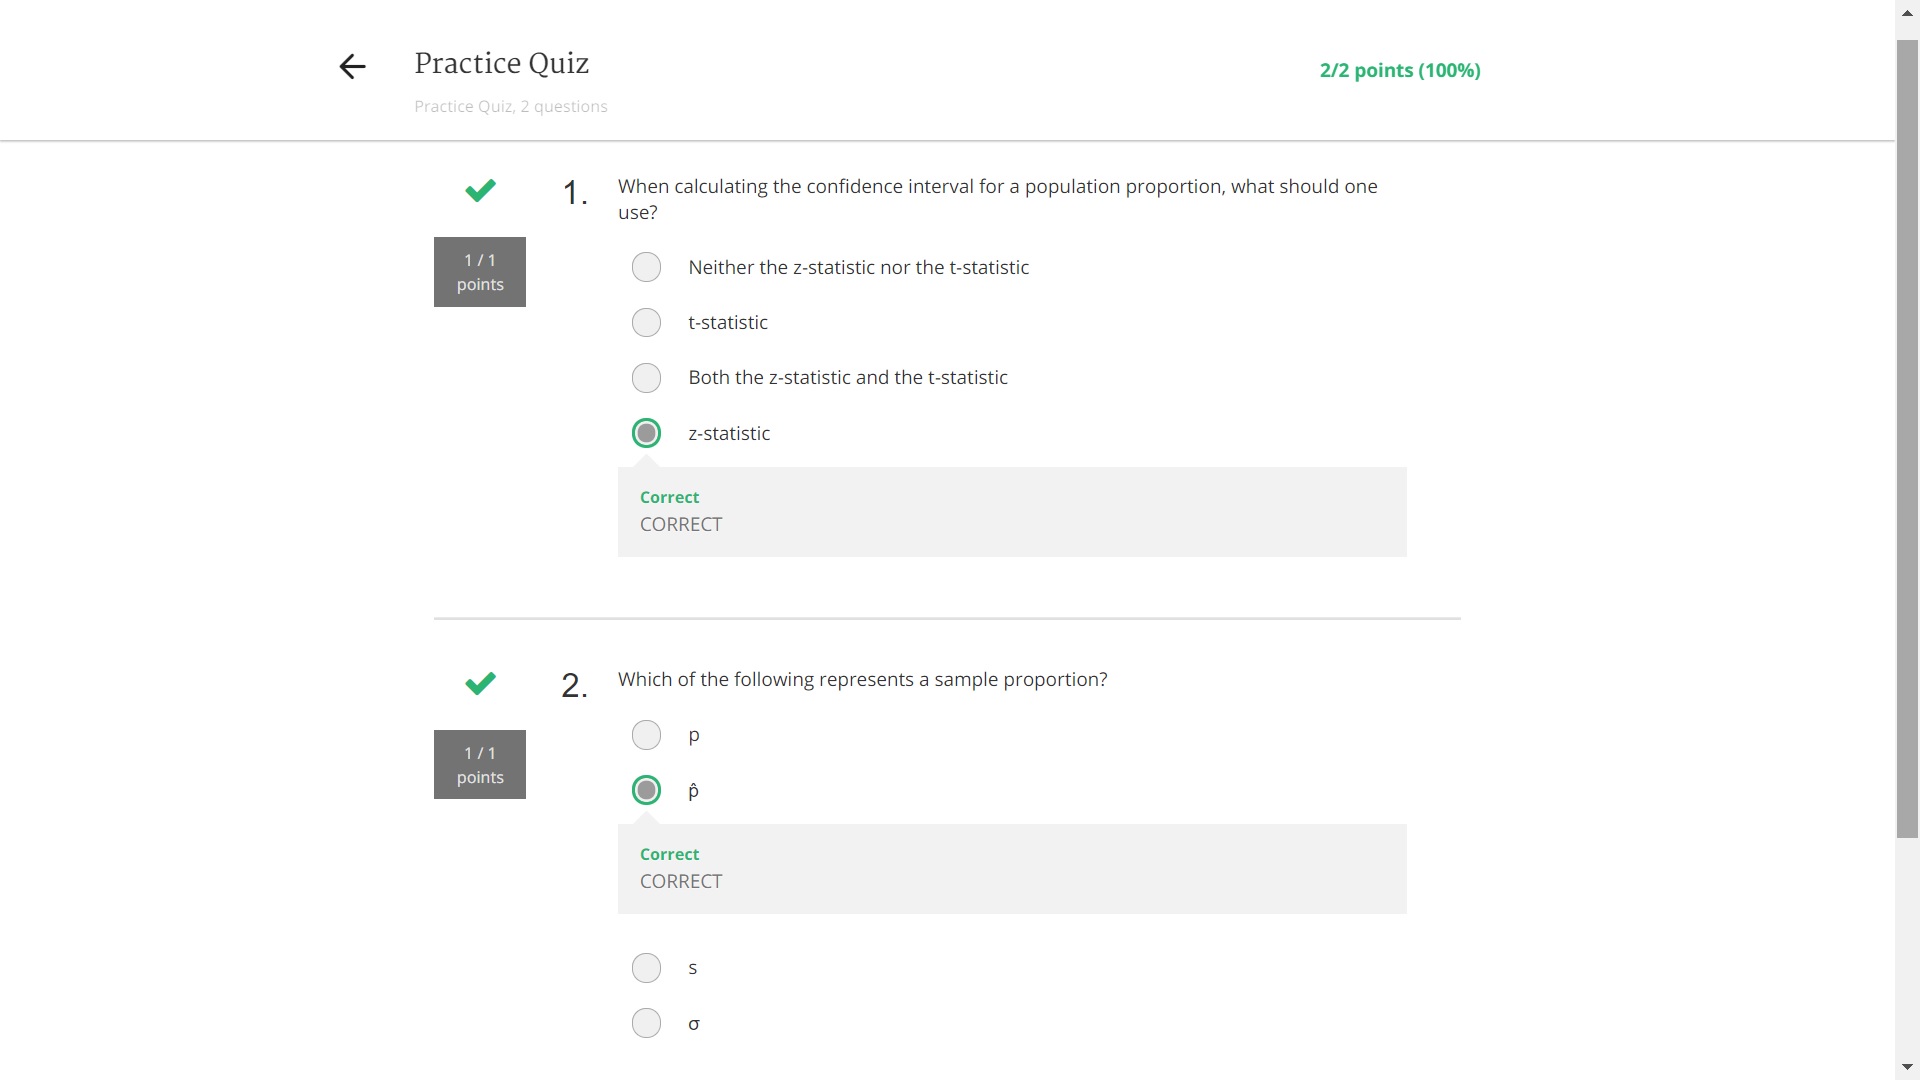 Practice Quiz
2/2 points (100%)
Practice Quiz, 2 questions
1 / 1
points
1.
When calculating the confidence interval for a population proportion, what should one
use?
Neither the z-statistic nor the t-statistic
t-statistic
Both the z-statistic and the t-statistic
z-statistic
Correct
CORRECT
1 / 1
points
2.
Which of the following represents a sample proportion?
p
p̂
Correct
CORRECT
s
σ